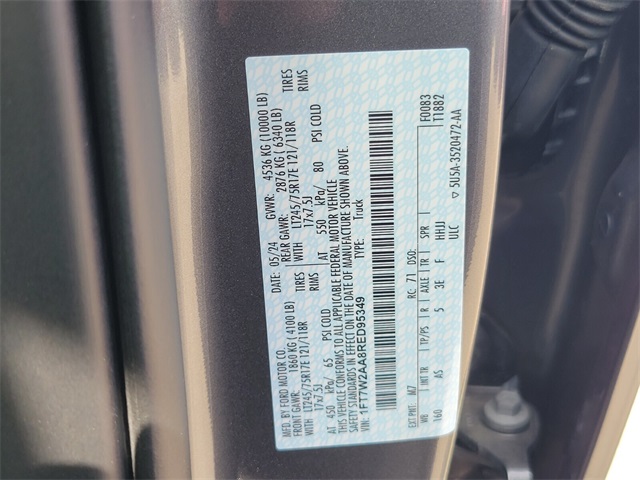 MFD. BY FORD MOTOR CO.
DATE: 05/24 GVWR: 4536 KG (10000 LB)
FRONT GAWR: 1860 KG (4100 LB) REAR GAWR: 2876 KG (6340 LB)
LT245/75R17E 121/118R TIRES WITH LT245/75R17E 121/118R TIRES
17x7.5J RIMS 17x7.5J RIMS
AT 450 kPa/ 65 PSI COLD AT 550 kPa/ 80 PSI COLD
THIS VEHICLE CONFORMS TO ALL APPLICABLE FEDERAL MOTOR VEHICLE
SAFETY STANDARDS IN EFFECT ON THE DATE OF MANUFACTURE SHOWN ABOVE.
VIN: 1FT7W2AA8RED95349 TYPE: Truck
F0083
T1882
EXT PNT: M7 RC: 71 DSO:
WB INT TR TP/PS R AXLE TR SPR
160 AS 5 3E F HHJJ
ULC
5U5A-3520472-AA